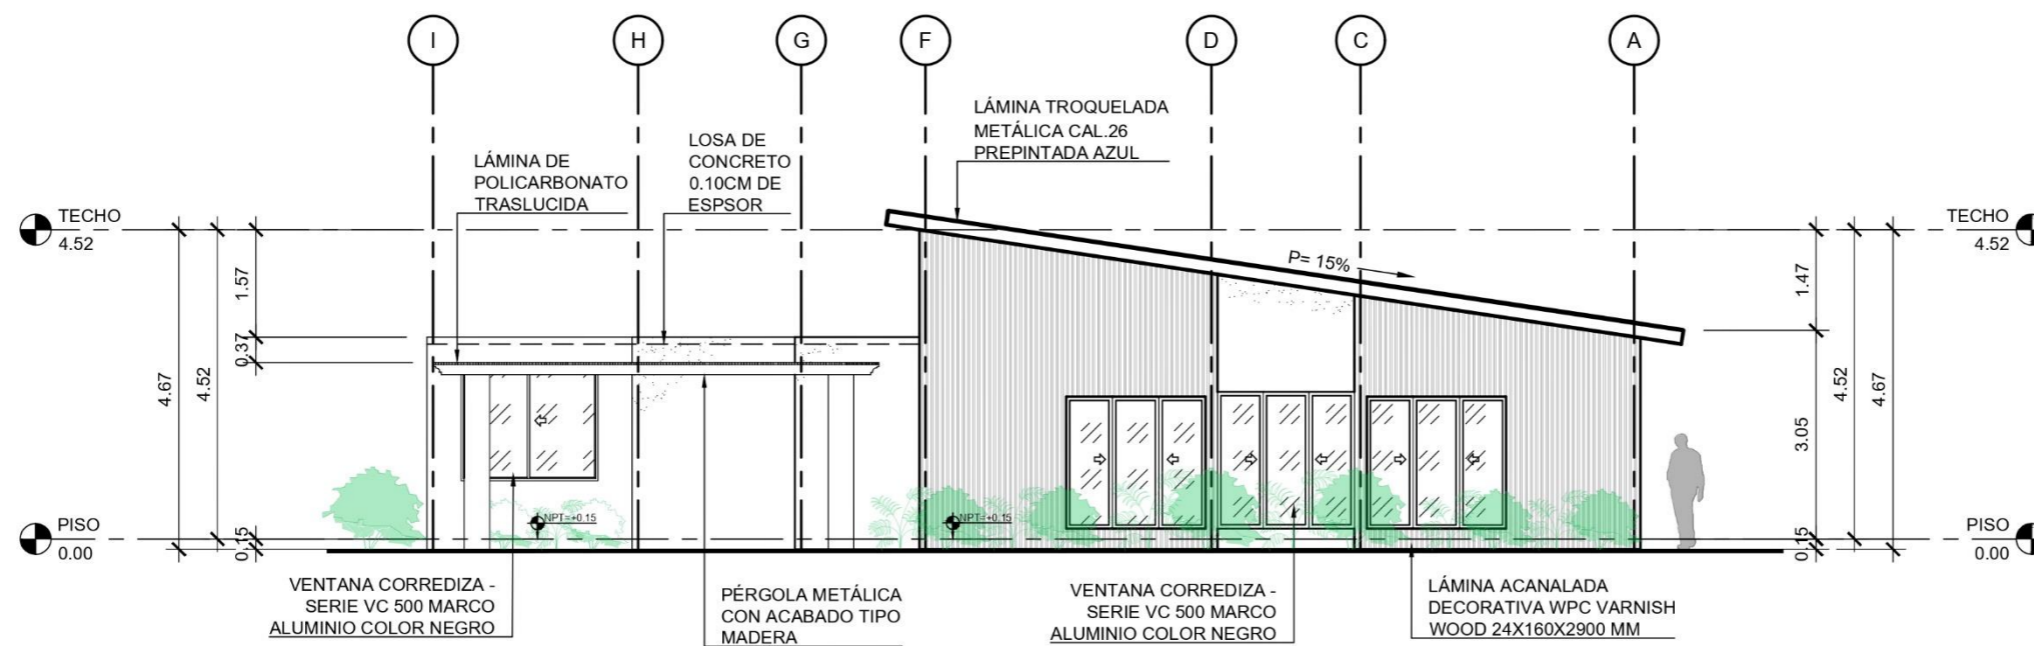 I
H
G
F
D
C
A
LÁMINA TROQUELADA
METÁLICA CAL.26
PREPINTADA AZUL
LOSA DE
CONCRETO
0.10CM DE
ESPSOR
LÁMINA DE
POLICARBONATO
TRASLUCIDA
TECHO
4.52
TECHO
4.52
P= 15%
1.57
0.37
4.67
4.52
0.15
1.47
3.05
4.52
4.67
0.15
NPT=+0.15
NPT=+0.15
PISO
0.00
PISO
0.00
VENTANA CORREDIZA -
SERIE VC 500 MARCO
ALUMINIO COLOR NEGRO
PÉRGOLA METÁLICA
CON ACABADO TIPO
MADERA
VENTANA CORREDIZA -
SERIE VC 500 MARCO
ALUMINIO COLOR NEGRO
LÁMINA ACANALADA
DECORATIVA WPC VARNISH
WOOD 24X160X2900 MM